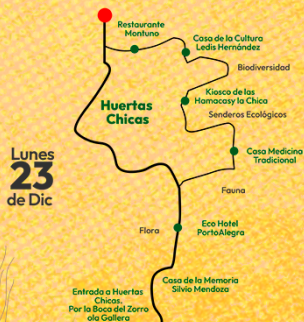 Restaurante
Montuno
Casa de la Cultura
Ledis Hernández
Biodiversidad
Kiosco de las
Hamacasy la Chica
Huertas
Chicas
Senderos Ecológicos
Lunes
23
de Dic
Casa Medicina
Tradicional
Fauna
Flora
Eco Hotel
PortoAlegra
Casa de la Memoria
Silvio Mendoza
Entrada a Huertas
Chicas.
Por la Boca del Zorro
ola Gallera